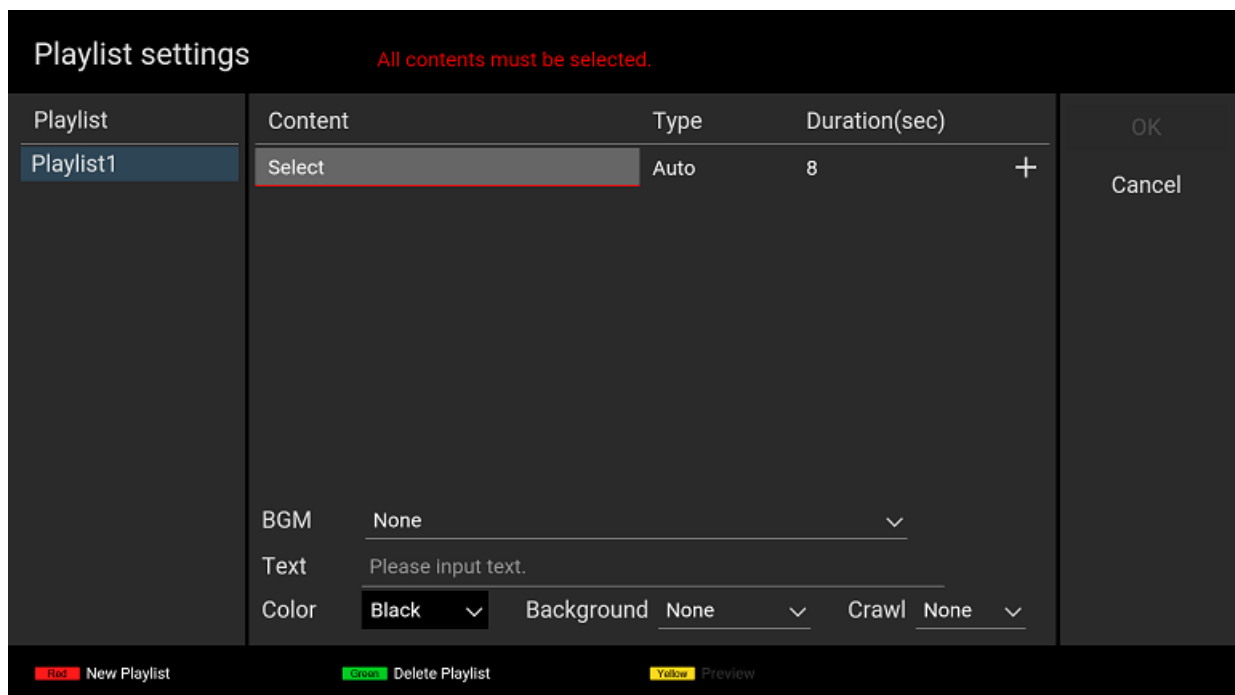 Playlist settings All contents must be selected.
Playlist Content Type Duration(sec) OK
Playlist1 Select Auto 8 +
Cancel
BGM None
Text Please input text.
Color Black Background None Crawl None
Red New Playlist Green Delete Playlist Yellow Preview